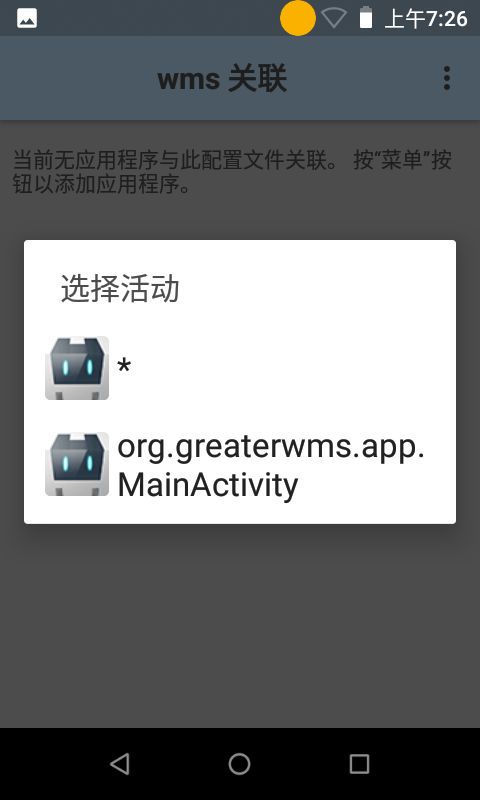 上午7:26
wms 关联
当前无应用程序与此配置文件关联。 按“菜单”按
钮以添加应用程序。
选择活动
*
org.greaterwms.app.
MainActivity